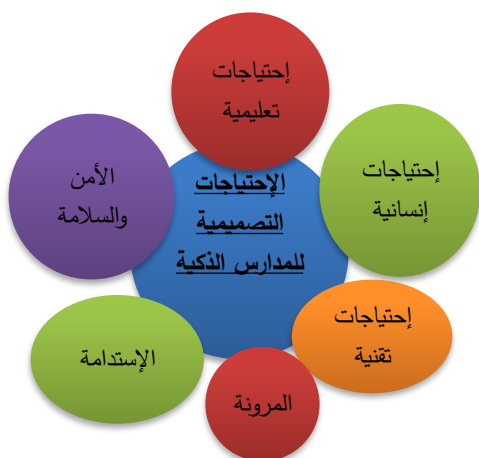 إحتياجات
تعليمية
إحتياجات
إنسانية
إحتياجات
تقنية
المرونة
الإستدامة
الأمن
والسلامة
الإحتياجات
التصميمية
للمدارس الذكية